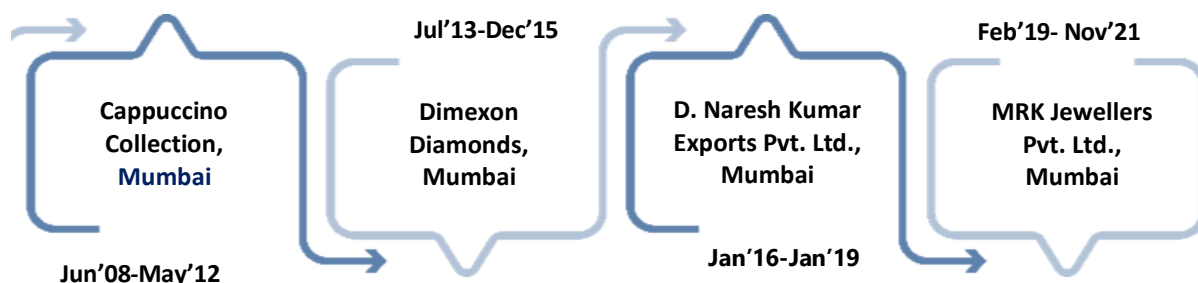 Cappuccino
Collection,
Mumbai
Jun’08-May’12
Jul’13-Dec’15
Dimexon
Diamonds,
Mumbai
D. Naresh Kumar
Exports Pvt. Ltd.,
Mumbai
Jan’16-Jan’19
Feb’19- Nov’21
MRK Jewellers
Pvt. Ltd.,
Mumbai